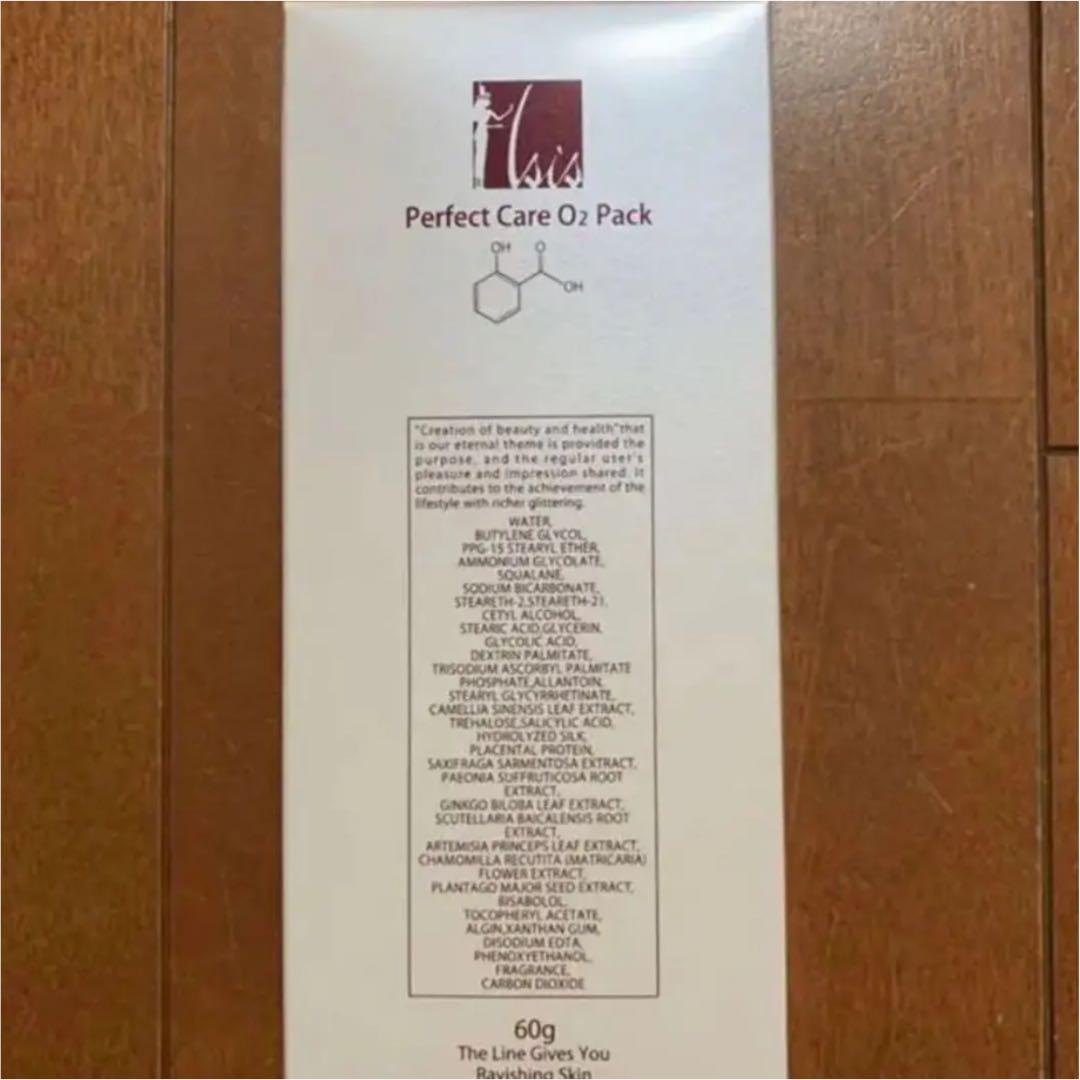 Isis
Perfect Care O2 Pack
OH O
OH
"Creation of beauty and health"that
is our eternal theme is provided the
purpose, and the regular user's
pleasure and impression shared. It
contributes to the achievement of the
lifestyle with richer glittering.
WATER,
BUTYLENE GLYCOL,
PPG-15 STEARYL ETHER,
AMMONIUM GLYCOLATE,
SQUALANE,
SODIUM BICARBONATE,
STEARETH-2,STEARETH-21,
CETYL ALCOHOL,
STEARIC ACID,GLYCERIN,
GLYCOLIC ACID,
DEXTRIN PALMITATE,
TRISODIUM ASCORBYL PALMITATE
PHOSPHATE,ALLANTOIN,
STEARYL GLYCYRRHETINATE,
CAMELLIA SINENSIS LEAF EXTRACT,
TREHALOSE,SALICYLIC ACID,
HYDROLYZED SILK,
PLACENTAL PROTEIN,
SAXIFRAGA SARMENTOSA EXTRACT,
PAEONIA SUFFRUTICOSA ROOT
EXTRACT,
GINKGO BILOBA LEAF EXTRACT,
SCUTELLARIA BAICALENSIS ROOT
EXTRACT,
ARTEMISIA PRINCEPS LEAF EXTRACT,
CHAMOMILLA RECUTITA (MATRICARIA)
FLOWER EXTRACT,
PLANTAGO MAJOR SEED EXTRACT,
BISABOLOL,
TOCOPHERYL ACETATE,
ALGIN,XANTHAN GUM,
DISODIUM EDTA,
PHENOXYETHANOL,
FRAGRANCE,
CARBON DIOXIDE
60g
The Line Gives You
Ravishing Skin